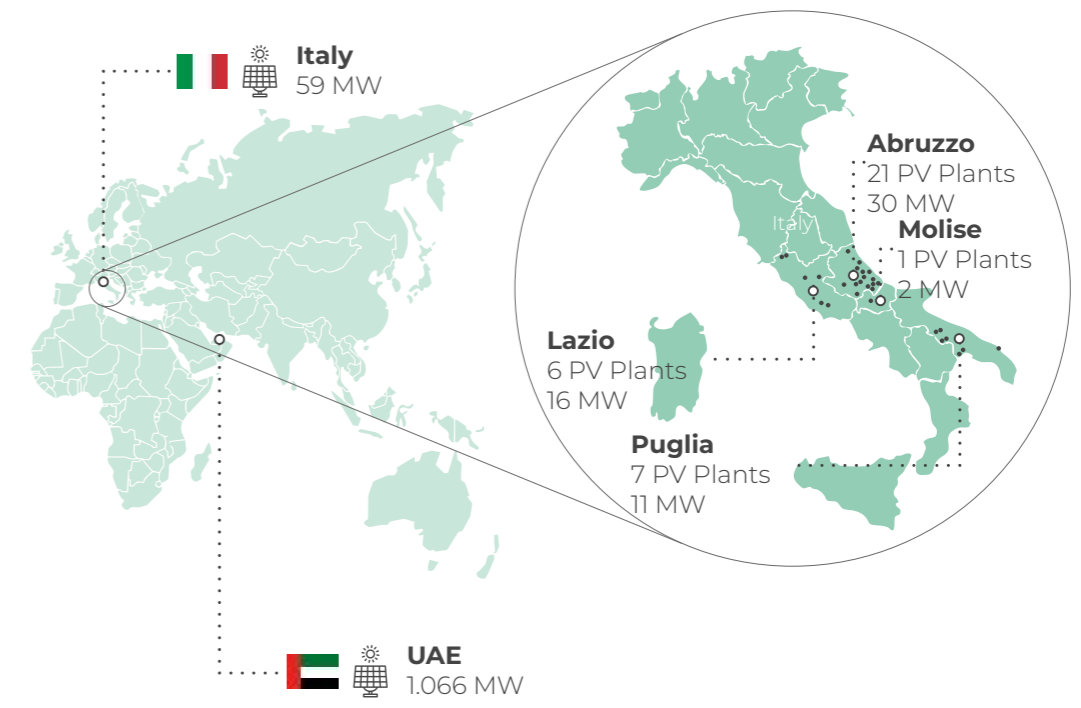 Italy
59 MW
Abruzzo
21 PV Plants
30 MW
Italy
Molise
1 PV Plants
2 MW
Lazio
6 PV Plants
16 MW
Puglia
7 PV Plants
11 MW
UAE
1.066 MW